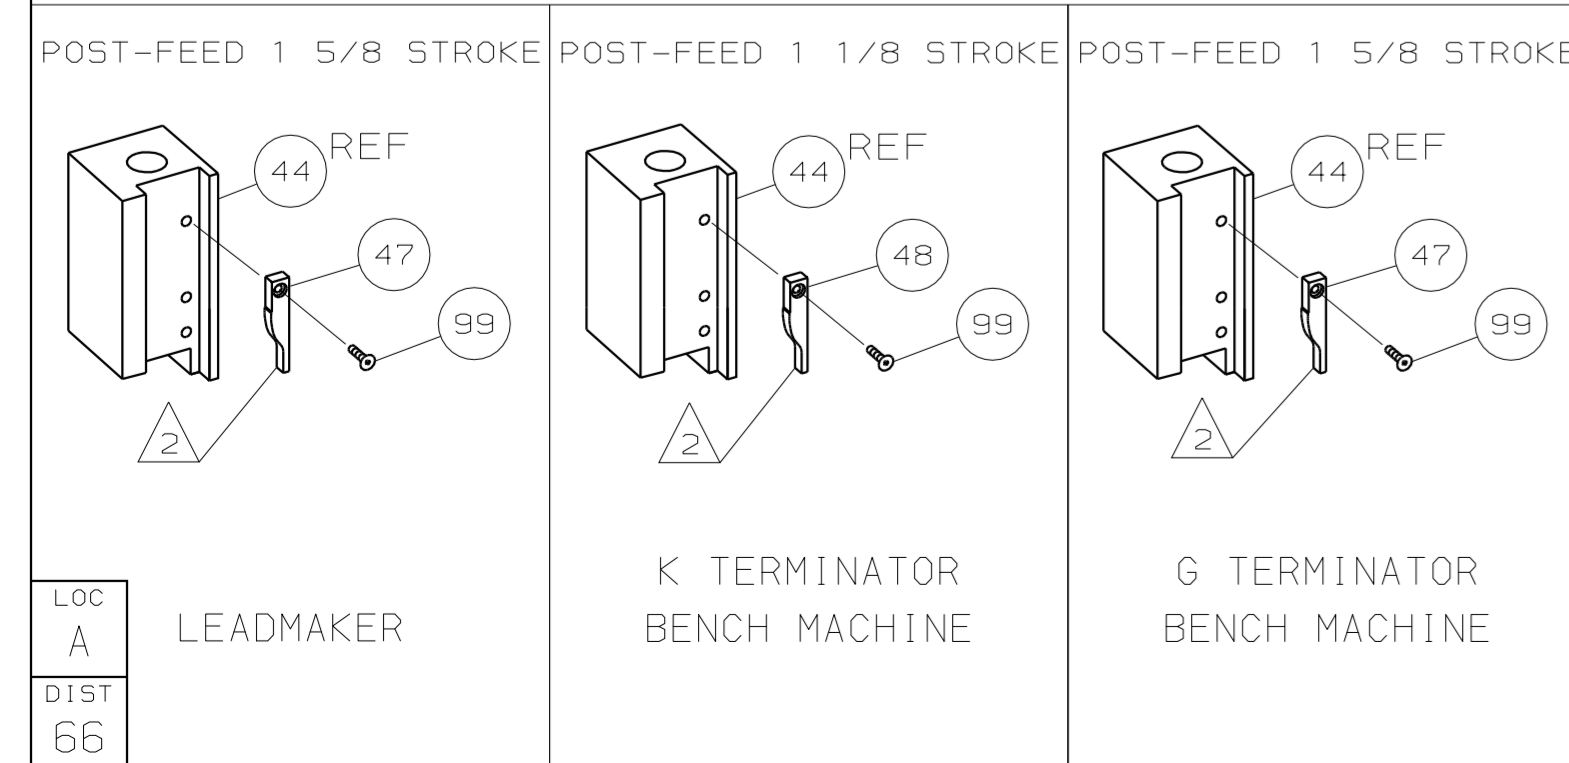 POST-FEED 1 5/8 STROKE
44
REF
47
99
2
LEADMAKER
POST-FEED 1 1/8 STROKE
44
REF
48
99
2
K TERMINATOR
BENCH MACHINE
POST-FEED 1 5/8 STROKE
44
REF
47
99
2
G TERMINATOR
BENCH MACHINE
LOC
A
DIST
66